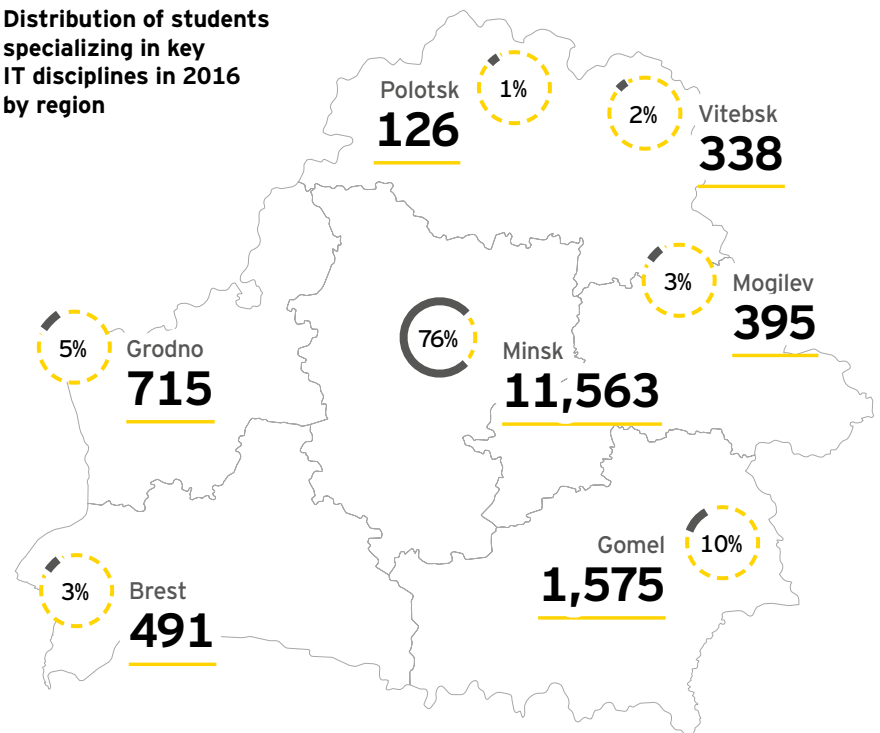 Distribution of students
specializing in key
IT disciplines in 2016
by region
Polotsk
126
1%
2%
Vitebsk
338
3%
Mogilev
395
5%
Grodno
715
76%
Minsk
11,563
Gomel
1,575
10%
3%
Brest
491